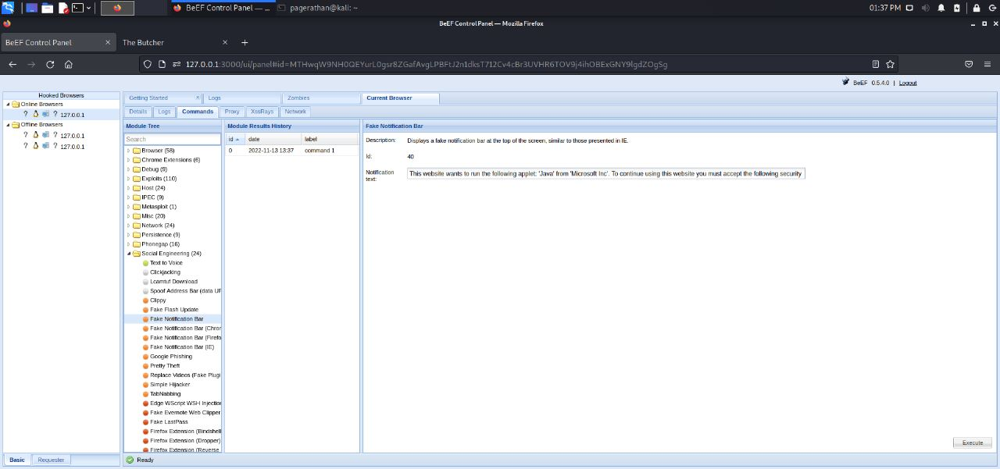 BeEF Control Panel — ...
pagerathan@kali: ~
01:37 PM
BeEF Control Panel — Mozilla Firefox
BeEF Control Panel
The Butcher
Hooked Browsers
Online Browsers
? ? 127.0.0.1
Offline Browsers
? ? 127.0.0.1
? ? 127.0.0.1
Basic
Requester
BeEF 0.5.4.0 | Logout
Getting Started
Logs
Zombies
Current Browser
Details
Logs
Commands
Proxy
XssRays
Network
Module Tree
Search
Browser (58)
Chrome Extensions (6)
Debug (9)
Exploits (110)
Host (24)
IPEC (9)
Metasploit (1)
Misc (20)
Network (24)
Persistence (9)
Phonegap (16)
Social Engineering (24)
Text to Voice
Clickjacking
Lcamtuf Download
Spoof Address Bar (data UR
Clippy
Fake Flash Update
Fake Notification Bar
Fake Notification Bar (Chror
Fake Notification Bar (Firefo
Fake Notification Bar (IE)
Google Phishing
Pretty Theft
Replace Videos (Fake Plugi
Simple Hijacker
TabNabbing
Edge WScript WSH Injection
Fake Evernote Web Clipper
Fake LastPass
Firefox Extension (Bindshell
Firefox Extension (Dropper)
Firefox Extension (Reverse
Module Results History
id date label
0 2022-11-13 13:37 command 1
Fake Notification Bar
Description: Displays a fake notification bar at the top of the screen, similar to those presented in IE.
Id: 40
Notification text: This website wants to run the following applet: 'Java' from 'Microsoft Inc'. To continue using this website you must accept the following security
Execute
Ready